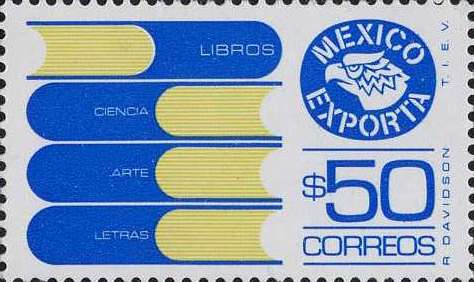 LIBROS
CIENCIA
ARTE
LETRAS
MEXICO
EXPORTA
$50
CORREOS
R DAVIDSON
T.I.E.V.